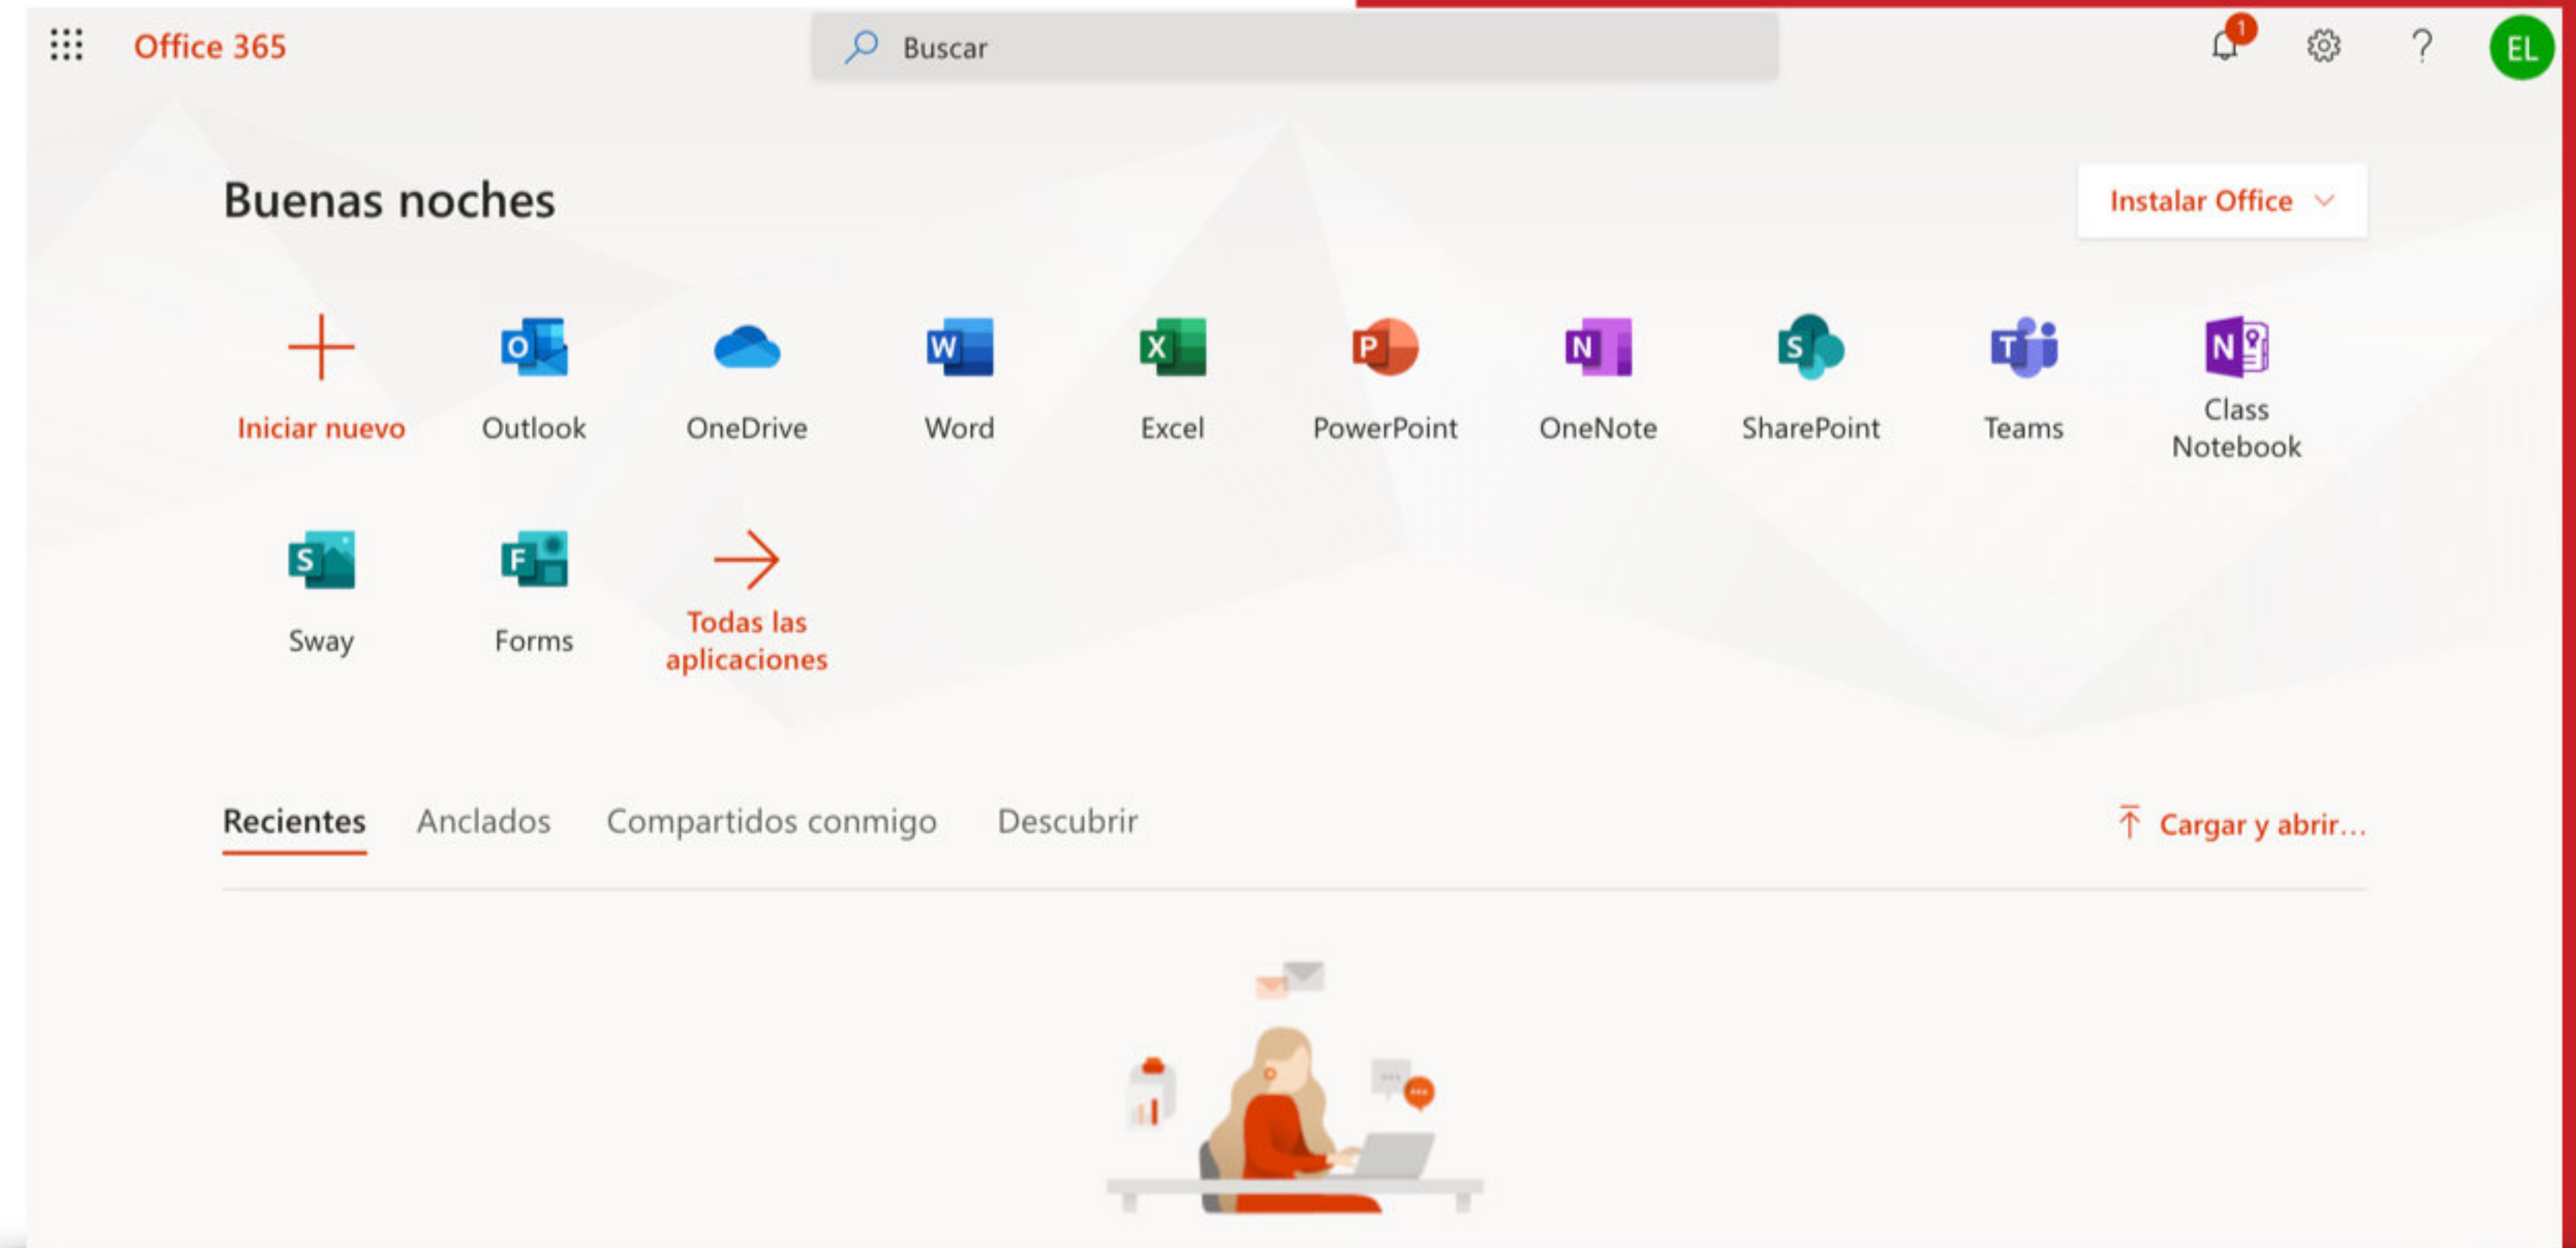 Office 365
Buscar
1
EL
Buenas noches
Instalar Office
Iniciar nuevo
Outlook
OneDrive
Word
Excel
PowerPoint
OneNote
SharePoint
Teams
Class
Notebook
Sway
Forms
Todas las
aplicaciones
Recientes
Anclados
Compartidos conmigo
Descubrir
Cargar y abrir...